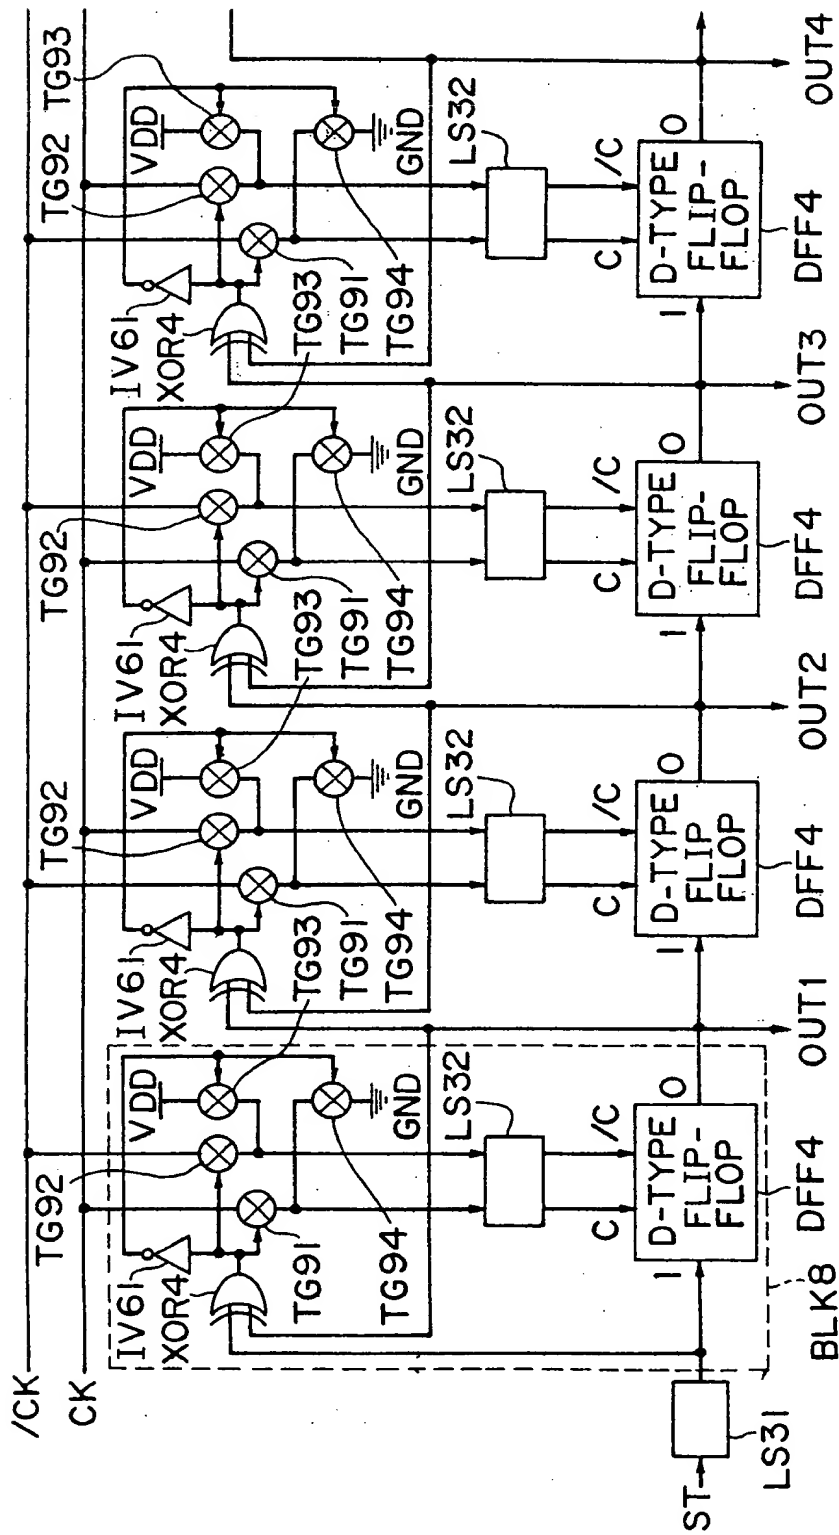 /CK
CK
TG92
VDD
IV61
XOR4
TG91
TG94
TG93
GND
LS32
C
/C
I
D-TYPE
FLIP-
FLOP
O
DFF4
BLK8
ST
LS31
OUT1
TG92
VDD
IV61
XOR4
TG93
TG91
TG94
GND
LS32
C
/C
I
D-TYPE
FLIP
FLOP
O
DFF4
OUT2
TG92
VDD
IV61
XOR4
TG93
TG91
TG94
GND
LS32
C
/C
I
D-TYPE
FLIP-
FLOP
O
DFF4
OUT3
TG92
TG93
VDD
IV61
XOR4
TG93
TG91
TG94
GND
LS32
C
/C
I
D-TYPE
FLIP-
FLOP
O
DFF4
OUT4